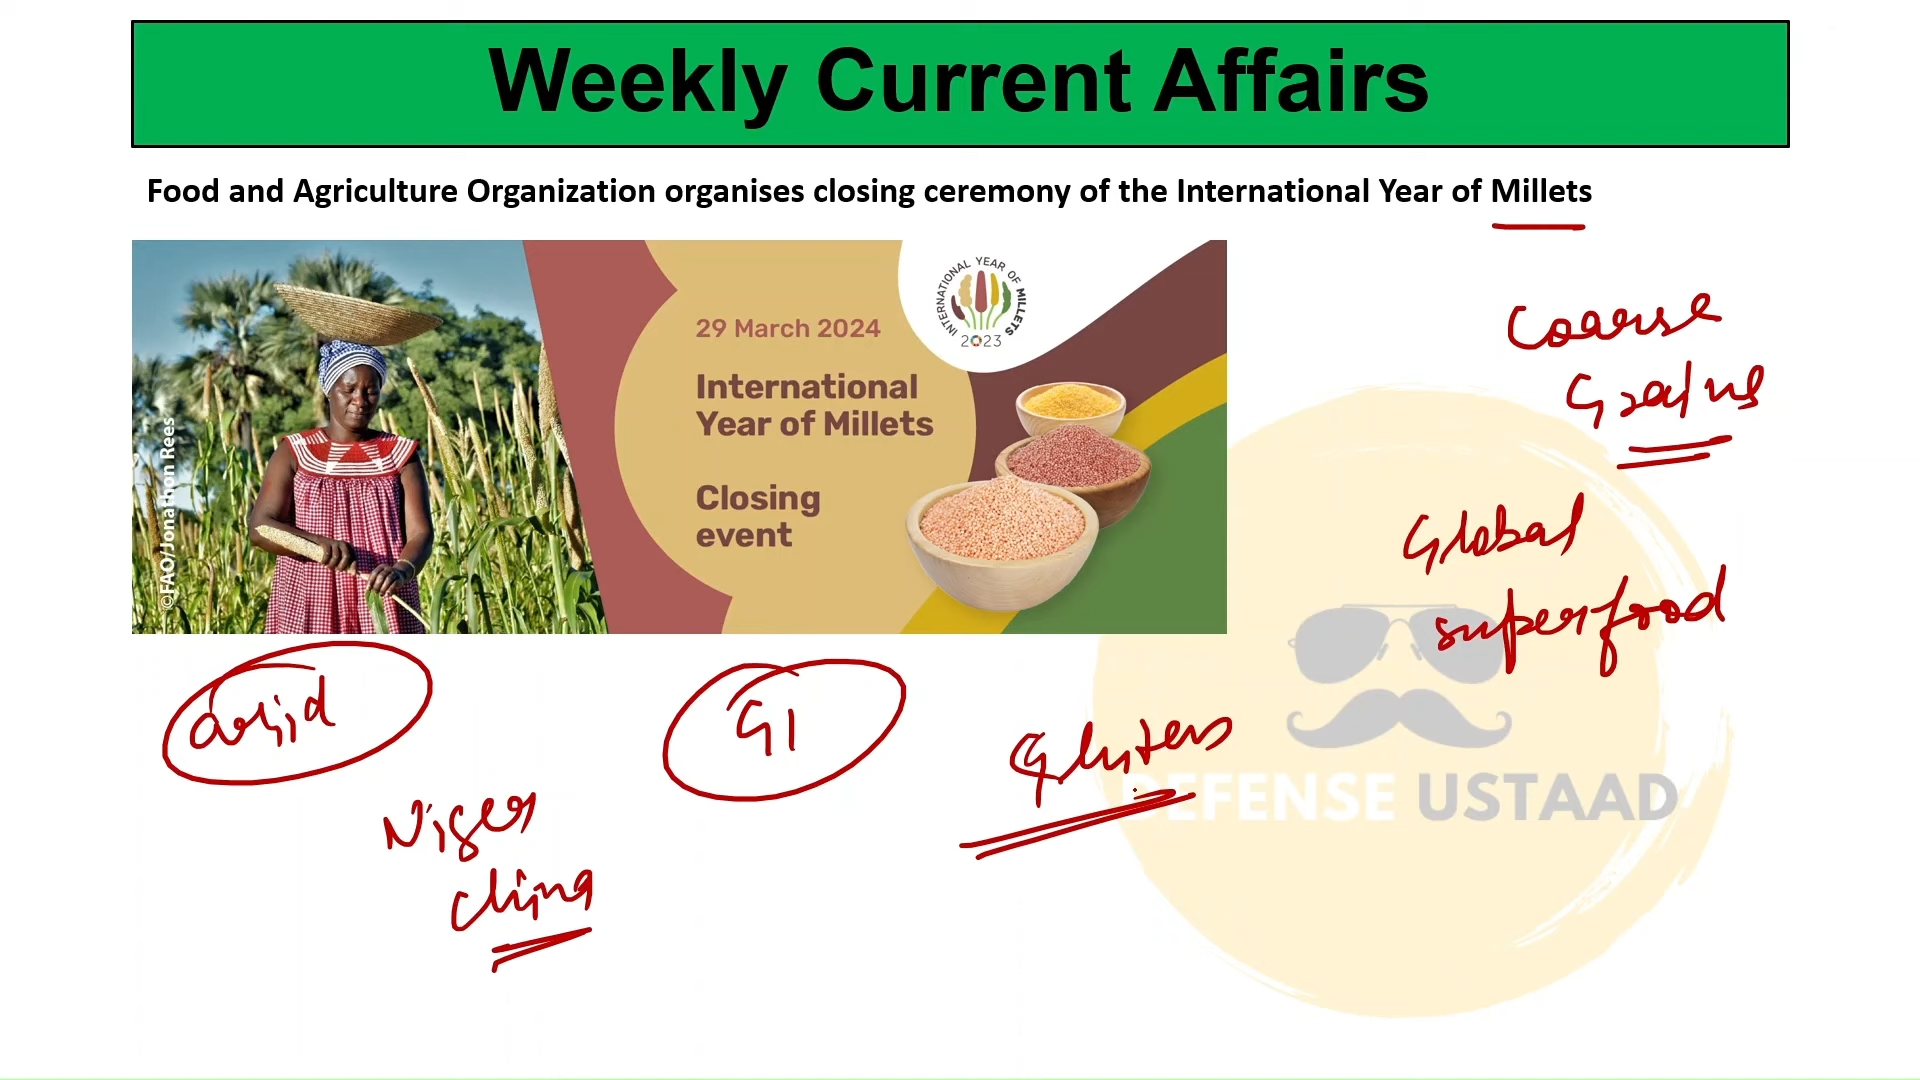 Weekly Current Affairs
Food and Agriculture Organization organises closing ceremony of the International Year of Millets
INTERNATIONAL YEAR OF MILLETS
2023
29 March 2024
International
Year of Millets
Closing
event
©FAO/Jonathon Rees
Coarse
Grains
Global
superfood
arid
GI
Gluten
Niger
China
DEFENSE USTAAD